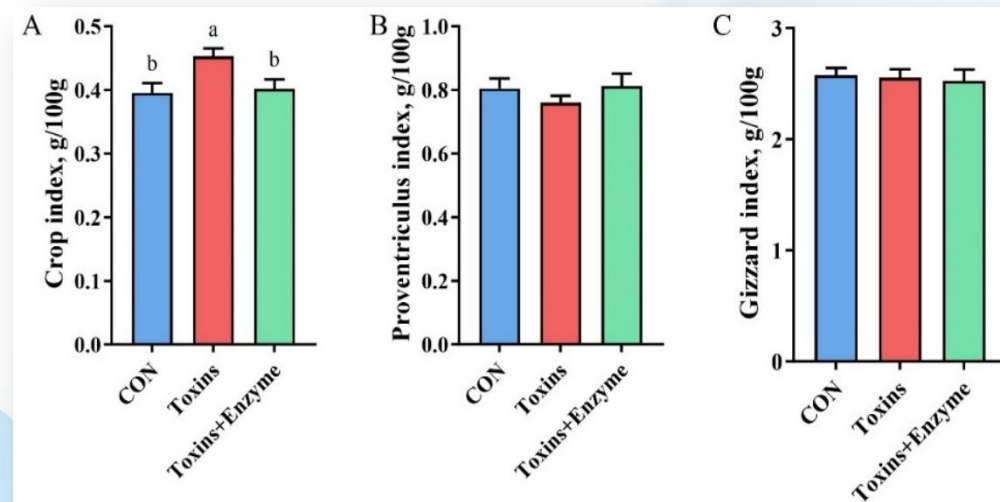 A
Crop index, g/100g
0.5
0.4
0.3
0.2
0.1
0.0
b
a
b
CON
Toxins
Toxins+Enzyme
B
Proventriculus index, g/100g
1.0
0.8
0.6
0.4
0.2
0.0
CON
Toxins
Toxins+Enzyme
C
Gizzard index, g/100g
3
2
1
0
CON
Toxins
Toxins+Enzyme